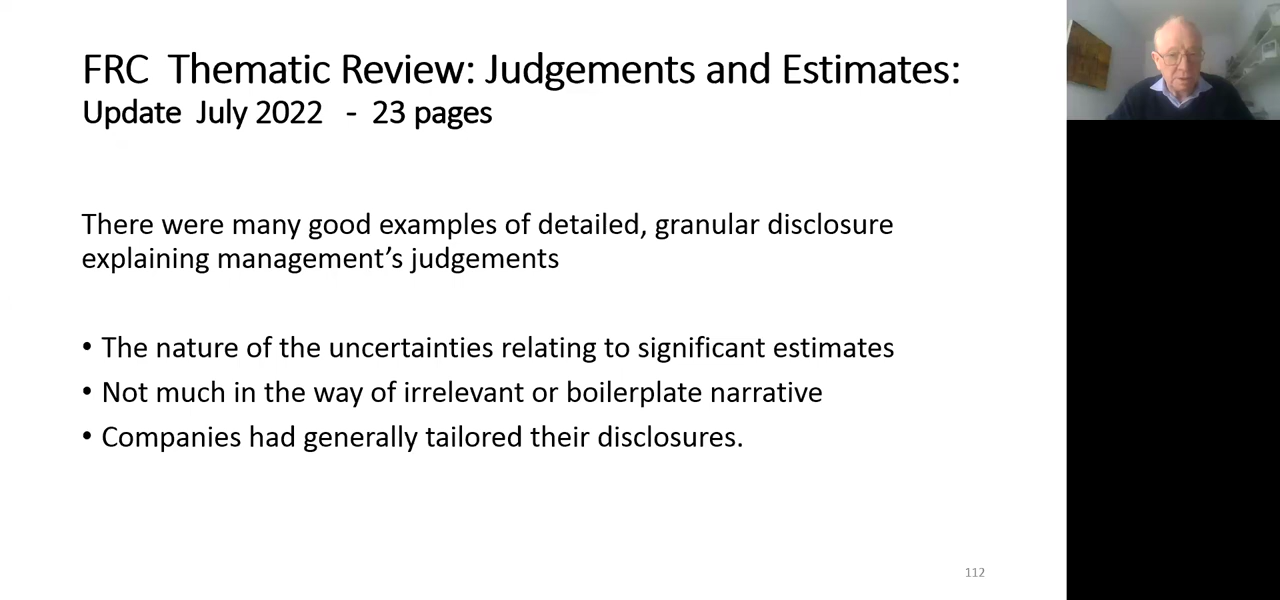 FRC  Thematic Review: Judgements and Estimates:
Update  July 2022   -  23 pages
There were many good examples of detailed, granular disclosure
explaining management’s judgements
• The nature of the uncertainties relating to significant estimates
• Not much in the way of irrelevant or boilerplate narrative
• Companies had generally tailored their disclosures.
112